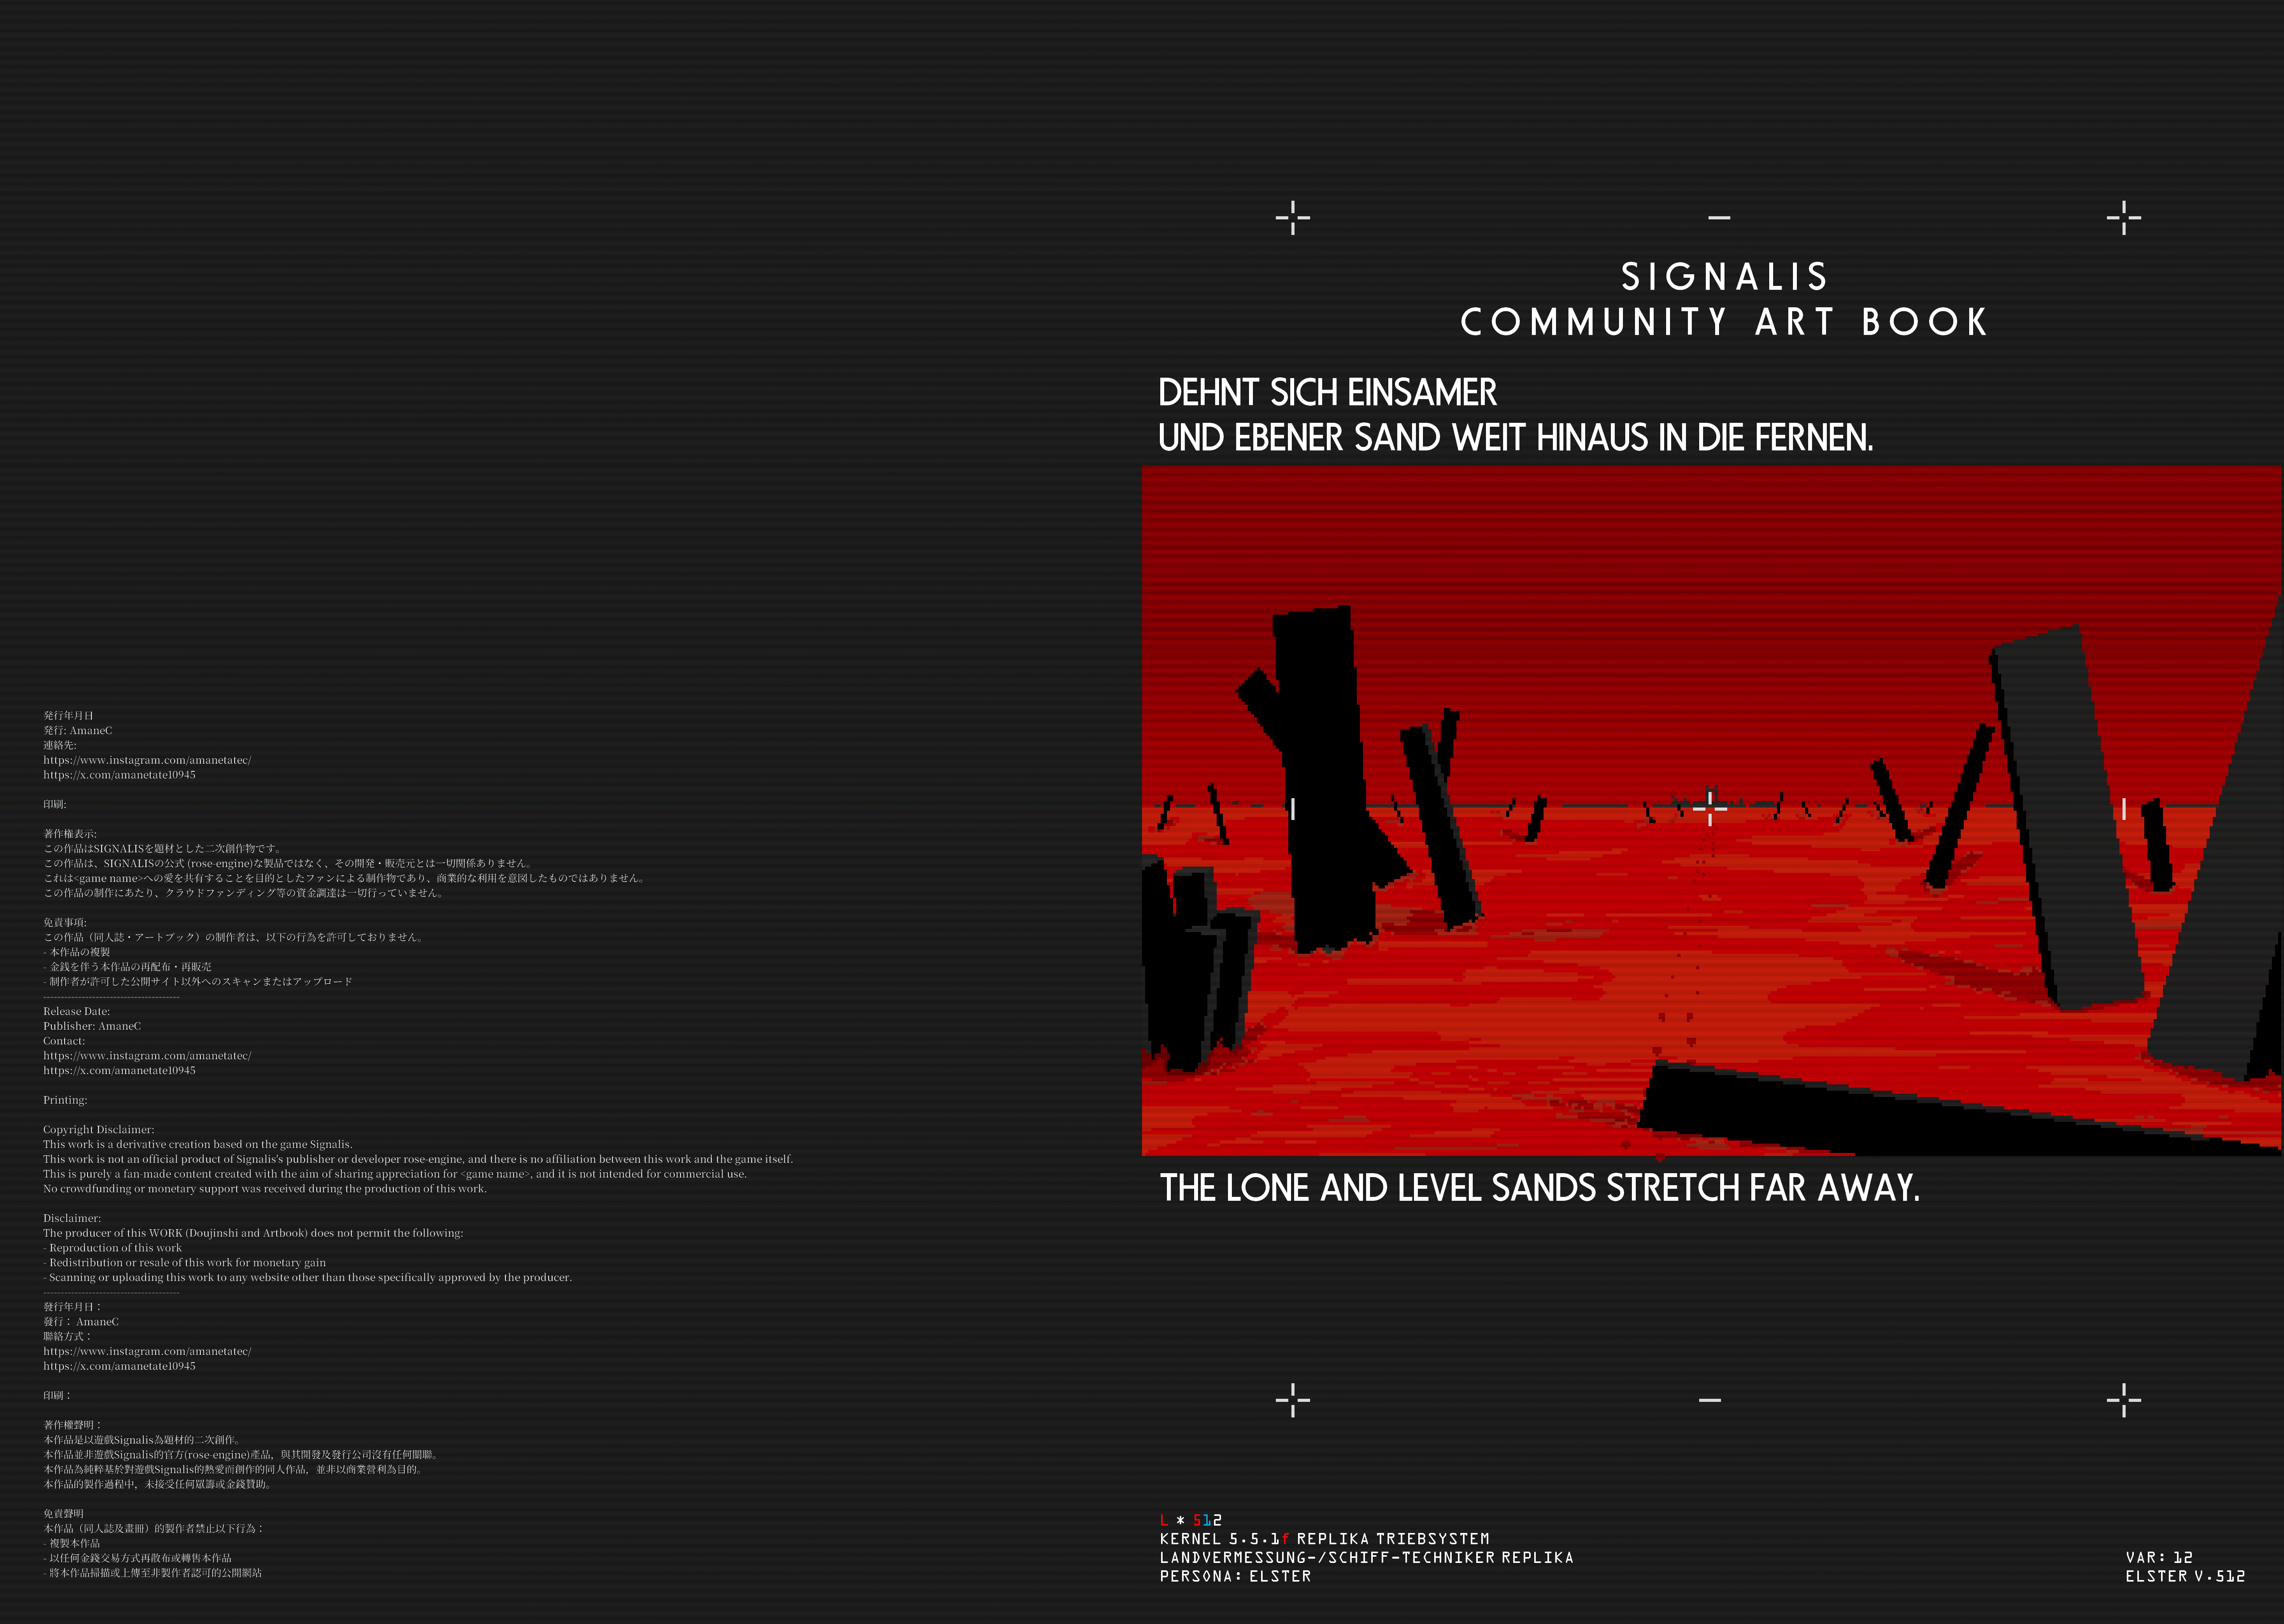 発行年月日
発行: AmaneC
連絡先:
https://www.instagram.com/amanetatec/
https://x.com/amanetate10945
印刷:
著作権表示:
この作品はSIGNALISを題材とした二次創作物です。
この作品は、SIGNALISの公式 (rose-engine)な製品ではなく、その開発・販売元とは一切関係ありません。
これは<game name>への愛を共有することを目的としたファンによる制作物であり、商業的な利用を意図したものではありません。
この作品の制作にあたり、クラウドファンディング等の資金調達は一切行っていません。
免責事項:
この作品（同人誌・アートブック）の制作者は、以下の行為を許可しておりません。
- 本作品の複製
- 金銭を伴う本作品の再配布・再販売
- 制作者が許可した公開サイト以外へのスキャンまたはアップロード
---------------------------------------
Release Date:
Publisher: AmaneC
Contact:
https://www.instagram.com/amanetatec/
https://x.com/amanetate10945
Printing:
Copyright Disclaimer:
This work is a derivative creation based on the game Signalis.
This work is not an official product of Signalis's publisher or developer rose-engine, and there is no affiliation between this work and the game itself.
This is purely a fan-made content created with the aim of sharing appreciation for <game name>, and it is not intended for commercial use.
No crowdfunding or monetary support was received during the production of this work.
Disclaimer:
The producer of this WORK (Doujinshi and Artbook) does not permit the following:
- Reproduction of this work
- Redistribution or resale of this work for monetary gain
- Scanning or uploading this work to any website other than those specifically approved by the producer.
---------------------------------------
發行年月日：
發行： AmaneC
聯絡方式：
https://www.instagram.com/amanetatec/
https://x.com/amanetate10945
印刷：
著作權聲明：
本作品是以遊戲Signalis為題材的二次創作。
本作品並非遊戲Signalis的官方(rose-engine)產品，與其開發及發行公司沒有任何關聯。
本作品為純粹基於對遊戲Signalis的熱愛而創作的同人作品，並非以商業營利為目的。
本作品的製作過程中，未接受任何眾籌或金錢贊助。
免責聲明
本作品（同人誌及畫冊）的製作者禁止以下行為：
- 複製本作品
- 以任何金錢交易方式再散布或轉售本作品
- 將本作品掃描或上傳至非製作者認可的公開網站
SIGNALIS
COMMUNITY ART BOOK
DEHNT SICH EINSAMER
UND EBENER SAND WEIT HINAUS IN DIE FERNEN.
THE LONE AND LEVEL SANDS STRETCH FAR AWAY.
L * 512
KERNEL 5.5.1f REPLIKA TRIEBSYSTEM
LANDVERMESSUNG-/SCHIFF-TECHNIKER REPLIKA
PERSONA: ELSTER
VAR: 12
ELSTER V.512